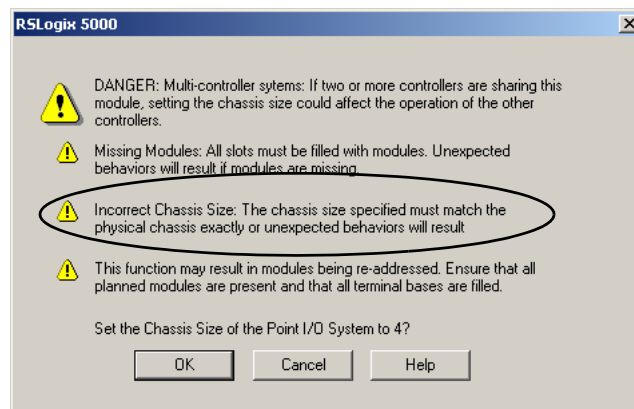 RSLogix 5000
DANGER: Multi-controller sytems: If two or more controllers are sharing this
module, setting the chassis size could affect the operation of the other
controllers.
Missing Modules: All slots must be filled with modules. Unexpected
behaviors will result if modules are missing.
Incorrect Chassis Size: The chassis size specified must match the
physical chassis exactly or unexpected behaviors will result
This function may result in modules being re-addressed. Ensure that all
planned modules are present and that all terminal bases are filled.
Set the Chassis Size of the Point I/O System to 4?
OK Cancel Help